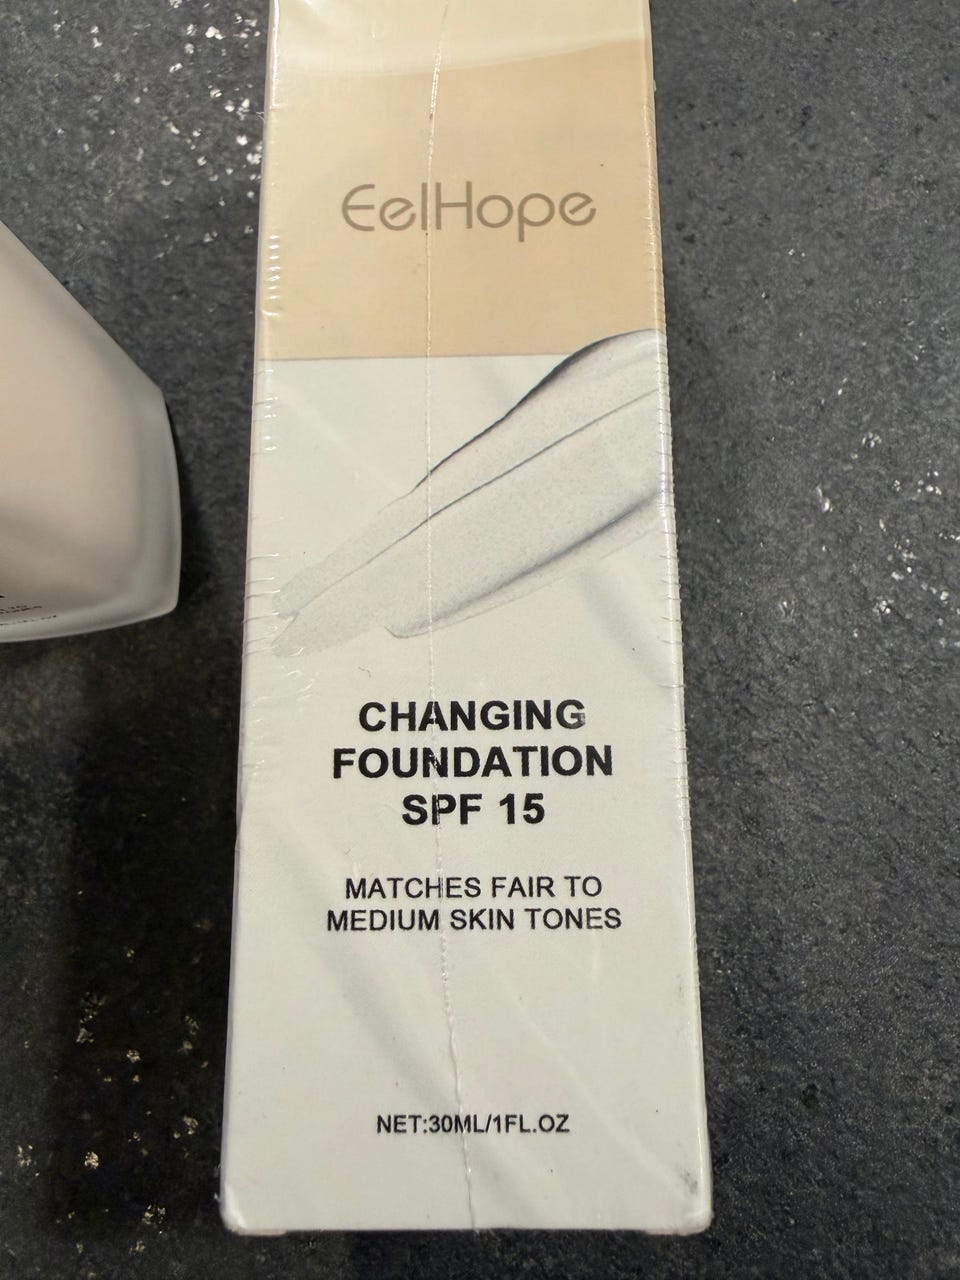 EelHope
CHANGING
FOUNDATION
SPF 15
MATCHES FAIR TO
MEDIUM SKIN TONES
NET:30ML/1FL.OZ